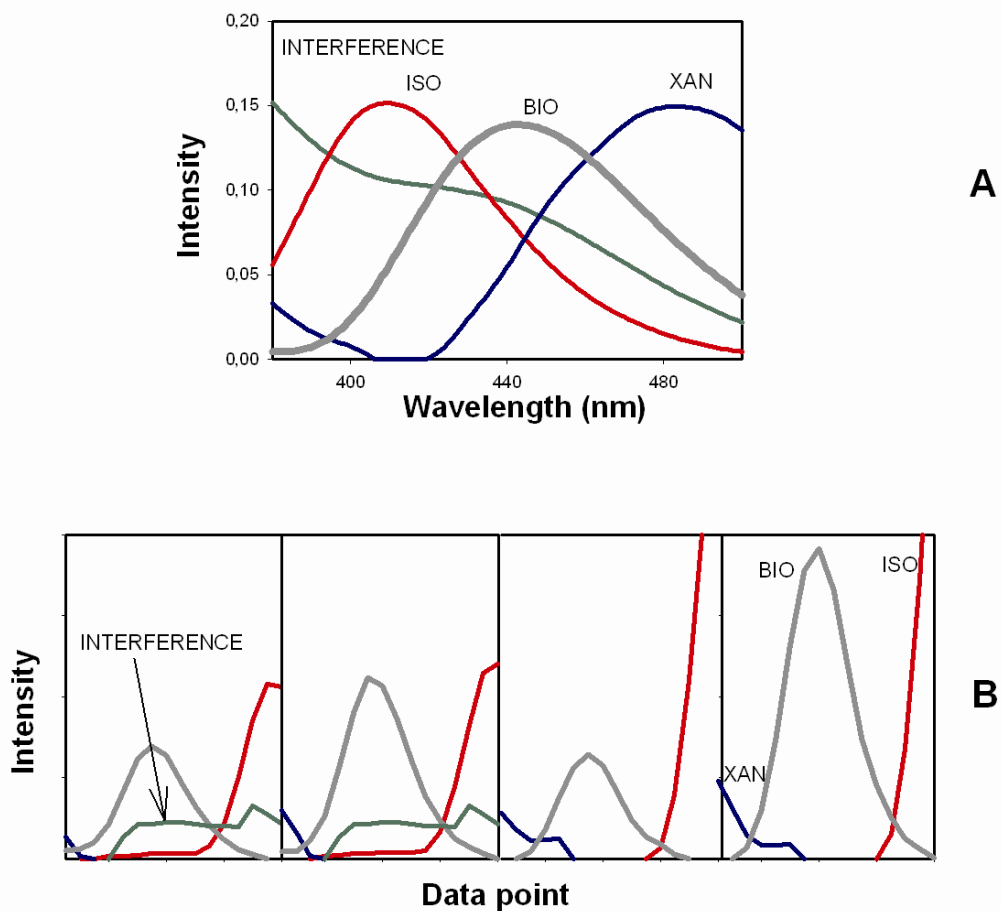 0,20
INTERFERENCE
ISO
XAN
BIO
0,15
0,10
0,05
0,00
Intensity
400 440 480
Wavelength (nm)
A
BIO ISO
INTERFERENCE
XAN
Intensity
B
Data point